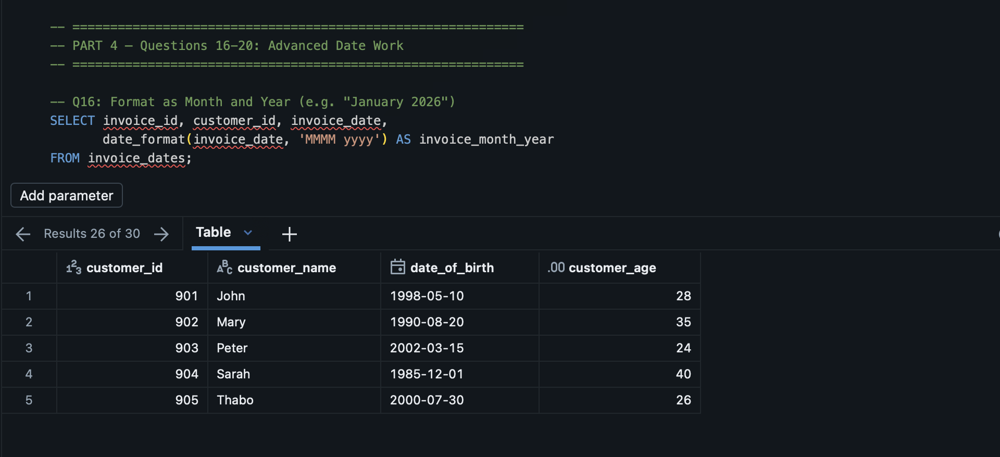 -- ============================================================
-- PART 4 — Questions 16-20: Advanced Date Work
-- ============================================================
-- Q16: Format as Month and Year (e.g. "January 2026")
SELECT invoice_id, customer_id, invoice_date,
       date_format(invoice_date, 'MMMM yyyy') AS invoice_month_year
FROM invoice_dates;
Add parameter
Results 26 of 30 Table
customer_id customer_name date_of_birth .00 customer_age
1 901 John 1998-05-10 28
2 902 Mary 1990-08-20 35
3 903 Peter 2002-03-15 24
4 904 Sarah 1985-12-01 40
5 905 Thabo 2000-07-30 26